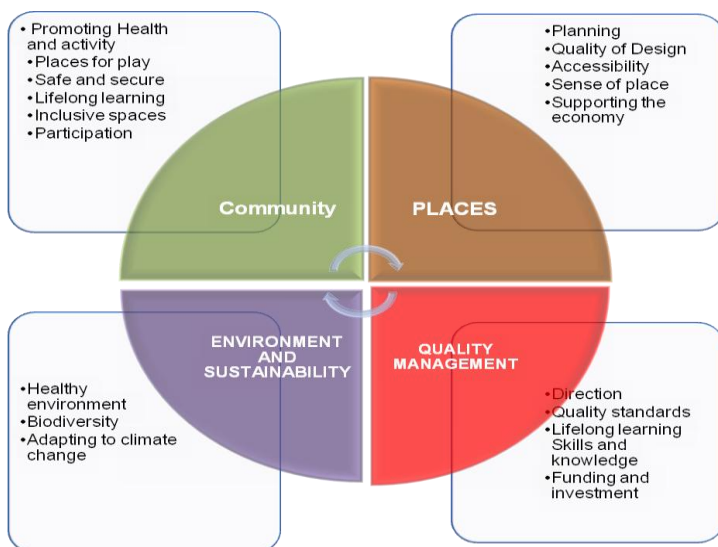 • Promoting Health
and activity
•Places for play
•Safe and secure
•Lifelong learning
•Inclusive spaces
•Participation
•Planning
•Quality of Design
•Accessibility
•Sense of place
•Supporting the
economy
Community
PLACES
ENVIRONMENT
AND
SUSTAINABILITY
QUALITY
MANAGEMENT
•Healthy
environment
•Biodiversity
•Adapting to climate
change
•Direction
•Quality standards
•Lifelong learning
Skills and
knowledge
•Funding and
investment